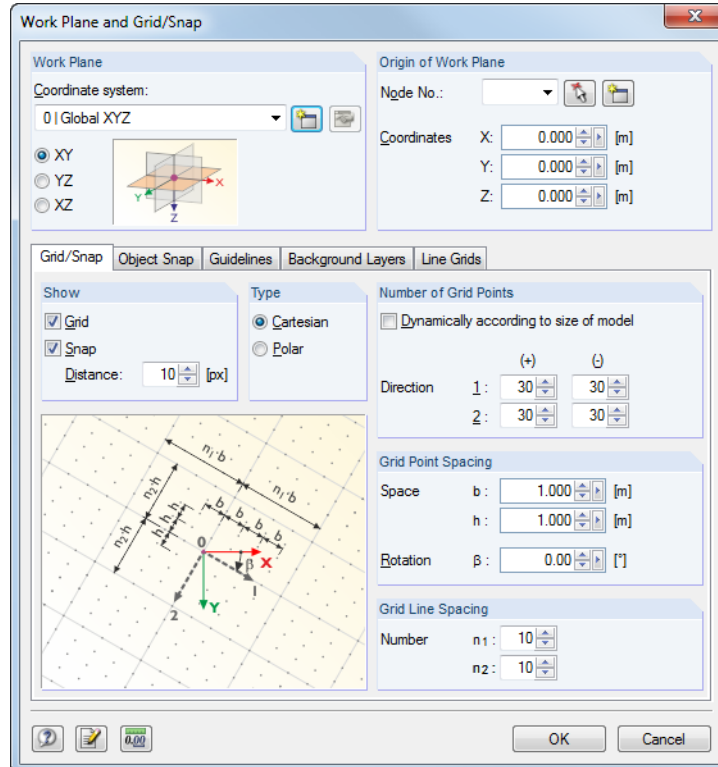 Work Plane and Grid/Snap
Work Plane
Coordinate system:
0 | Global XYZ
XY
YZ
XZ
X
Y
Z
Origin of Work Plane
Node No.:
Coordinates X: 0.000 [m]
Y: 0.000 [m]
Z: 0.000 [m]
Grid/Snap Object Snap Guidelines Background Layers Line Grids
Show
Grid
Snap
Distance: 10 [px]
Type
Cartesian
Polar
Number of Grid Points
Dynamically according to size of model
(+) (-)
Direction 1 : 30 30
2 : 30 30
n₁·b
n₁·b
n₂·h
n₂·h
h h h
b b b b
0
X
β
1
Y
2
Grid Point Spacing
Space b : 1.000 [m]
h : 1.000 [m]
Rotation β : 0.00 [°]
Grid Line Spacing
Number n1 : 10
n2 : 10
0.00
OK Cancel